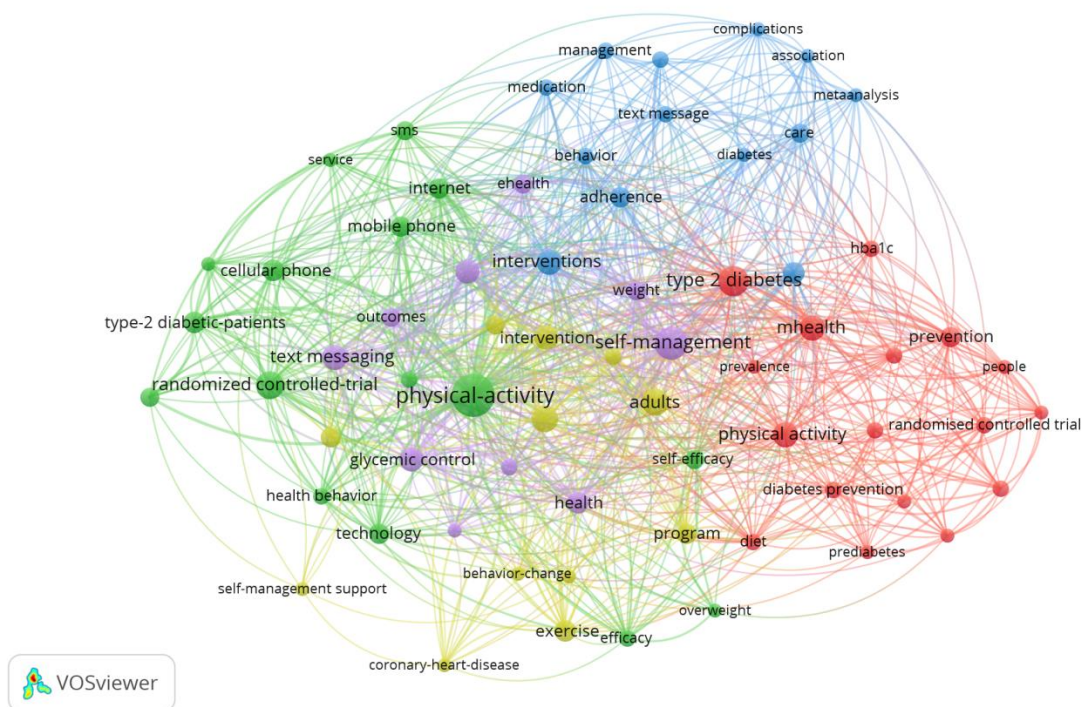 complications
management
association
medication
metaanalysis
text message
sms
care
service
behavior
diabetes
ehealth
internet
adherence
mobile phone
hba1c
interventions
cellular phone
type 2 diabetes
weight
outcomes
type-2 diabetic-patients
mhealth
intervention
prevention
self-management
text messaging
prevalence
people
randomized controlled-trial
physical-activity
adults
randomised controlled trial
physical activity
glycemic control
self-efficacy
diabetes prevention
health behavior
health
technology
program
diet
prediabetes
behavior-change
self-management support
overweight
exercise
efficacy
coronary-heart-disease
VOSviewer